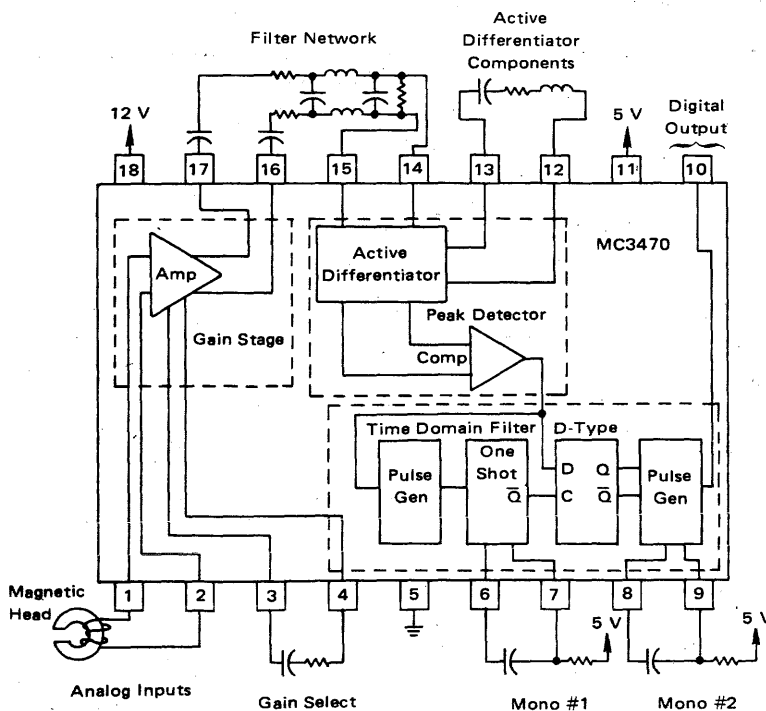 Filter Network
Active
Differentiator
Components
12 V
5 V
Digital
Output
18
17
16
15
14
13
12
11
10
MC3470
Amp
Gain Stage
Active
Differentiator
Peak Detector
Comp
Time Domain Filter
D-Type
Pulse
Gen
One
Shot
Q̅
D
Q
C
Q̅
Pulse
Gen
Magnetic
Head
1
2
3
4
5
6
7
8
9
5 V
5 V
Analog Inputs
Gain Select
Mono #1
Mono #2